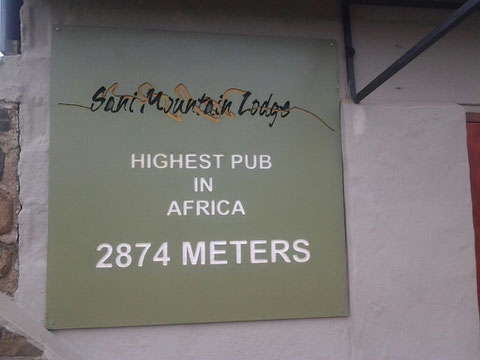 Sani Mountain Lodge
HIGHEST PUB
IN
AFRICA
2874 METERS